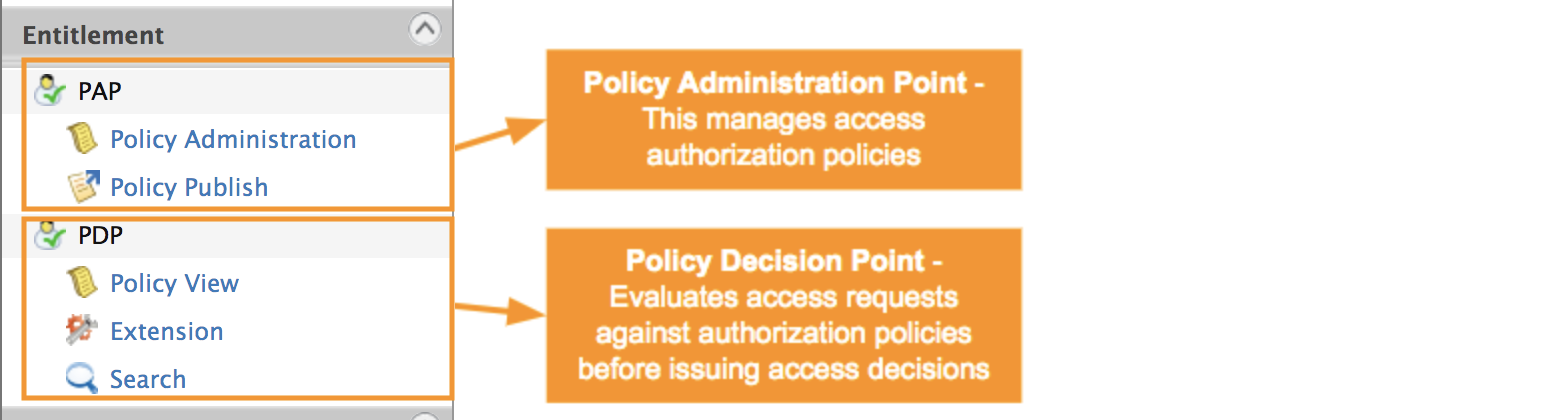 Entitlement
PAP
Policy Administration
Policy Publish
PDP
Policy View
Extension
Search
Policy Administration Point -
This manages access
authorization policies
Policy Decision Point -
Evaluates access requests
against authorization policies
before issuing access decisions